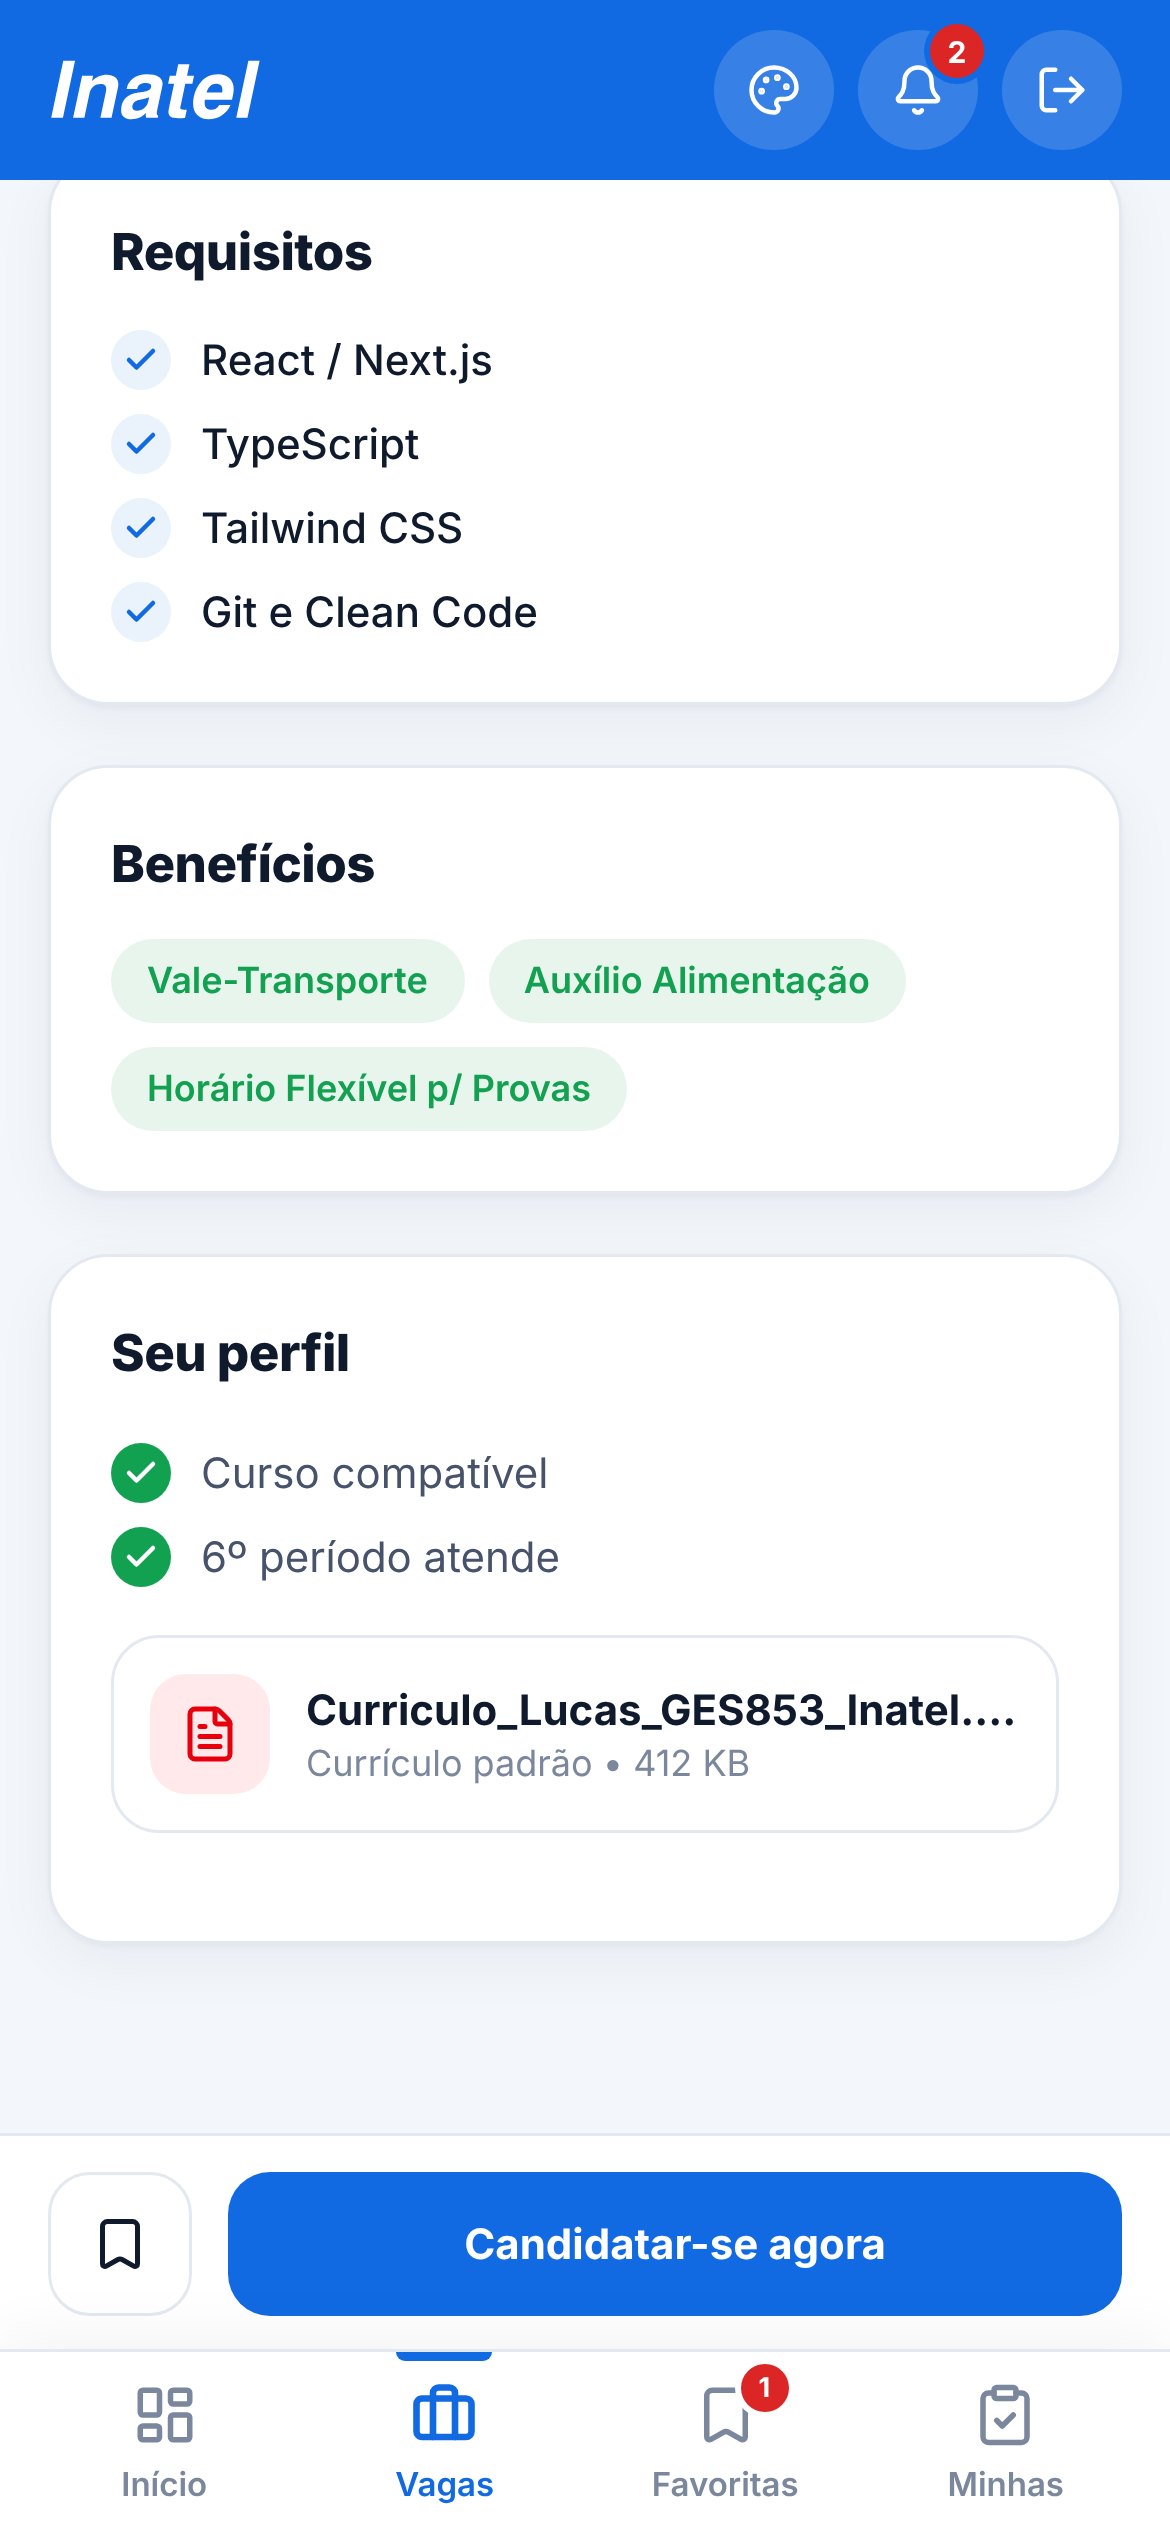 Inatel
2
Requisitos
React / Next.js
TypeScript
Tailwind CSS
Git e Clean Code
Benefícios
Vale-Transporte
Auxílio Alimentação
Horário Flexível p/ Provas
Seu perfil
Curso compatível
6º período atende
Curriculo_Lucas_GES853_Inatel....
Currículo padrão • 412 KB
Candidatar-se agora
1
Início
Vagas
Favoritas
Minhas